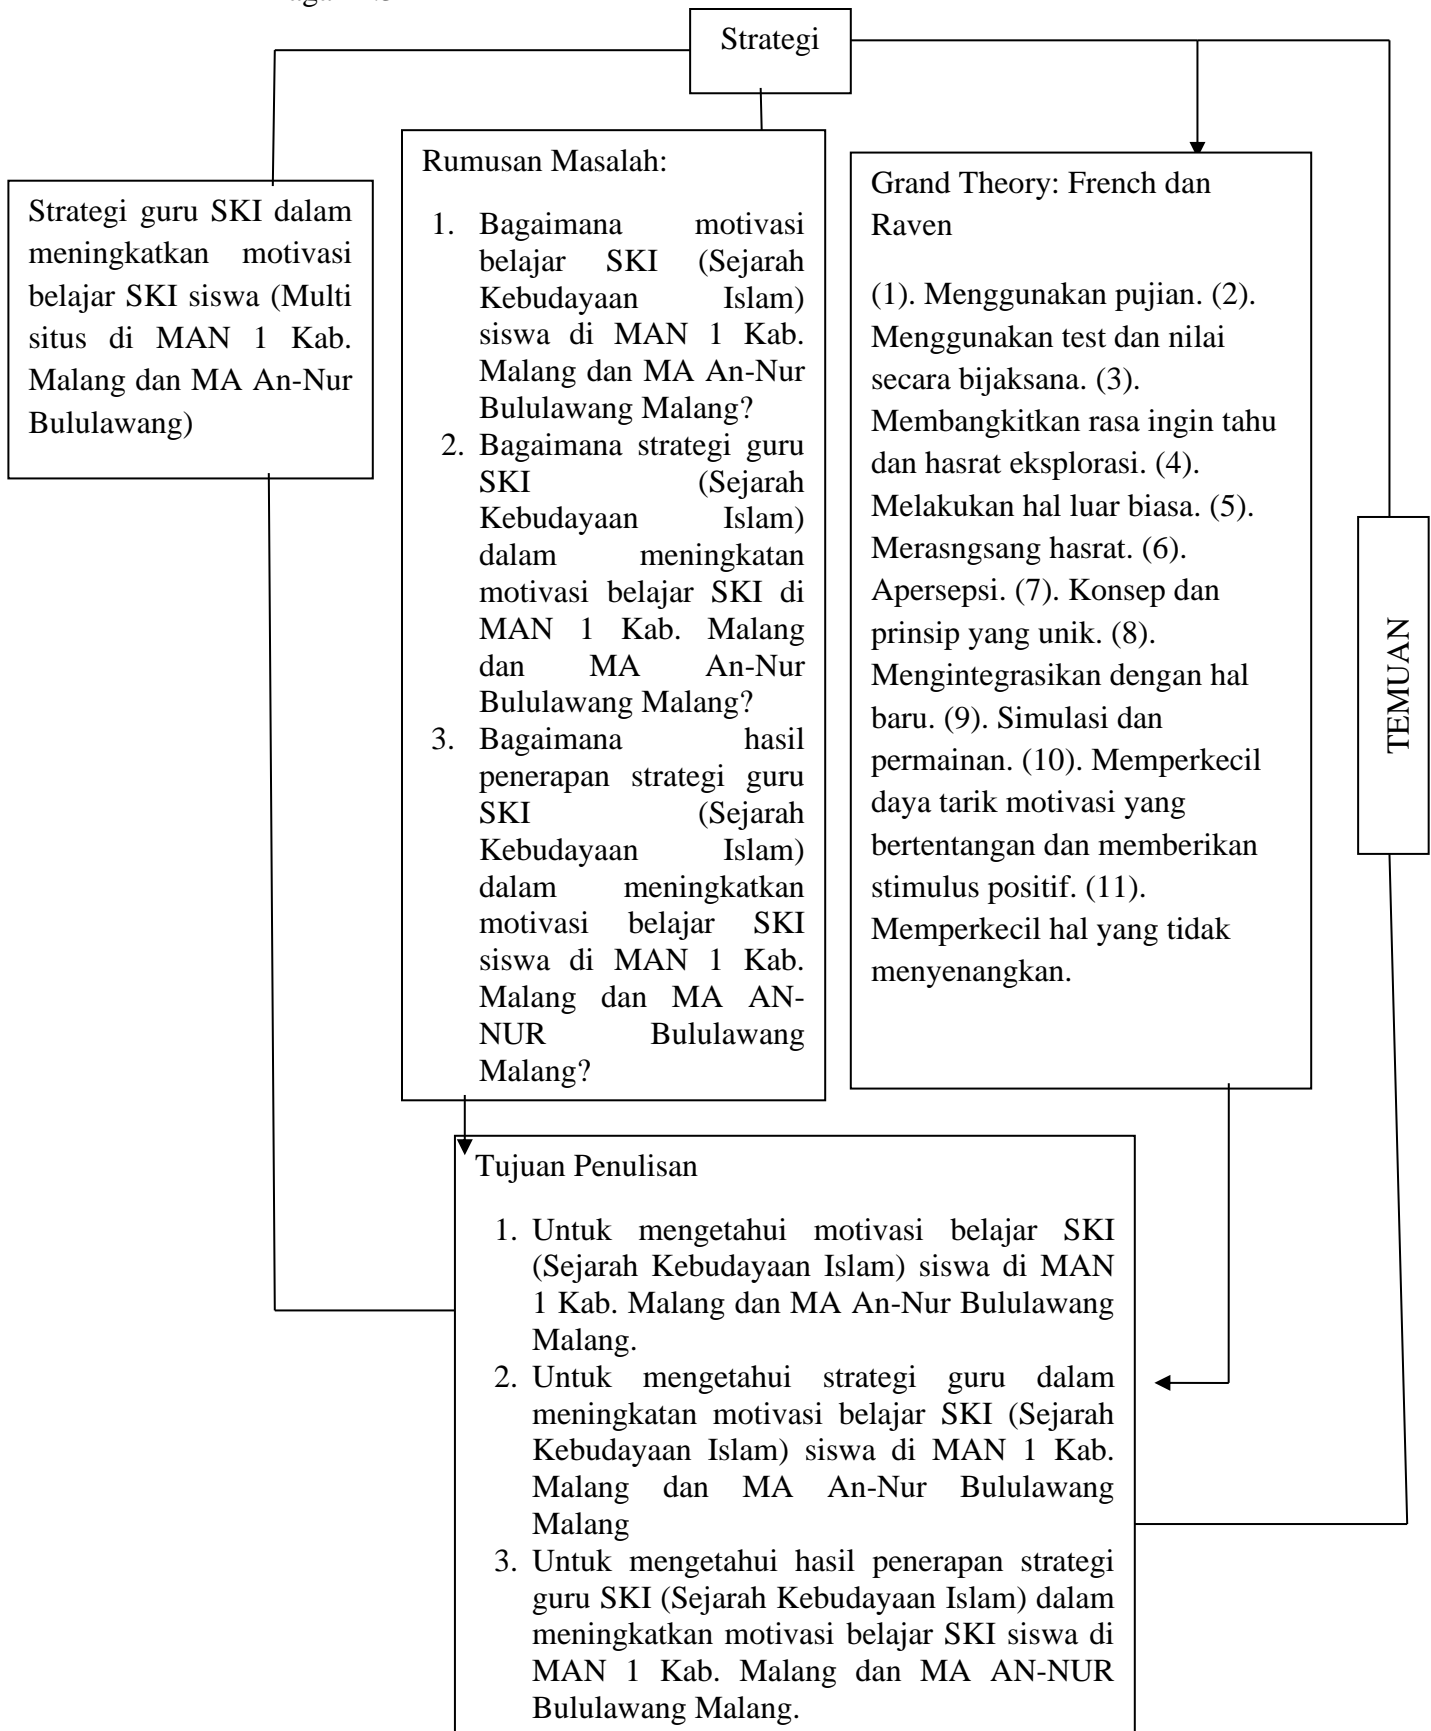 Strategi
Strategi guru SKI dalam
meningkatkan motivasi
belajar SKI siswa (Multi
situs di MAN 1 Kab.
Malang dan MA An-Nur
Bululawang)
Rumusan Masalah:
1. Bagaimana motivasi
belajar SKI (Sejarah
Kebudayaan Islam)
siswa di MAN 1 Kab.
Malang dan MA An-Nur
Bululawang Malang?
2. Bagaimana strategi guru
SKI (Sejarah
Kebudayaan Islam)
dalam meningkatan
motivasi belajar SKI di
MAN 1 Kab. Malang
dan MA An-Nur
Bululawang Malang?
3. Bagaimana hasil
penerapan strategi guru
SKI (Sejarah
Kebudayaan Islam)
dalam meningkatkan
motivasi belajar SKI
siswa di MAN 1 Kab.
Malang dan MA AN-
NUR Bululawang
Malang?
Grand Theory: French dan
Raven
(1). Menggunakan pujian. (2).
Menggunakan test dan nilai
secara bijaksana. (3).
Membangkitkan rasa ingin tahu
dan hasrat eksplorasi. (4).
Melakukan hal luar biasa. (5).
Merasngsang hasrat. (6).
Apersepsi. (7). Konsep dan
prinsip yang unik. (8).
Mengintegrasikan dengan hal
baru. (9). Simulasi dan
permainan. (10). Memperkecil
daya tarik motivasi yang
bertentangan dan memberikan
stimulus positif. (11).
Memperkecil hal yang tidak
menyenangkan.
TEMUAN
Tujuan Penulisan
1. Untuk mengetahui motivasi belajar SKI
(Sejarah Kebudayaan Islam) siswa di MAN
1 Kab. Malang dan MA An-Nur Bululawang
Malang.
2. Untuk mengetahui strategi guru dalam
meningkatan motivasi belajar SKI (Sejarah
Kebudayaan Islam) siswa di MAN 1 Kab.
Malang dan MA An-Nur Bululawang
Malang
3. Untuk mengetahui hasil penerapan strategi
guru SKI (Sejarah Kebudayaan Islam) dalam
meningkatkan motivasi belajar SKI siswa di
MAN 1 Kab. Malang dan MA AN-NUR
Bululawang Malang.